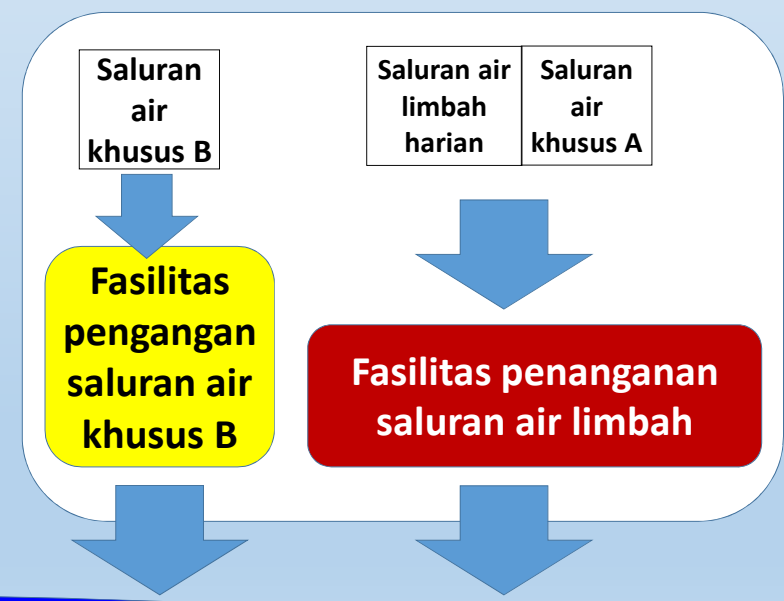 Saluran
air
khusus B
Saluran air
limbah
harian
Saluran
air
khusus A
Fasilitas
pengangan
saluran air
khusus B
Fasilitas penanganan
saluran air limbah